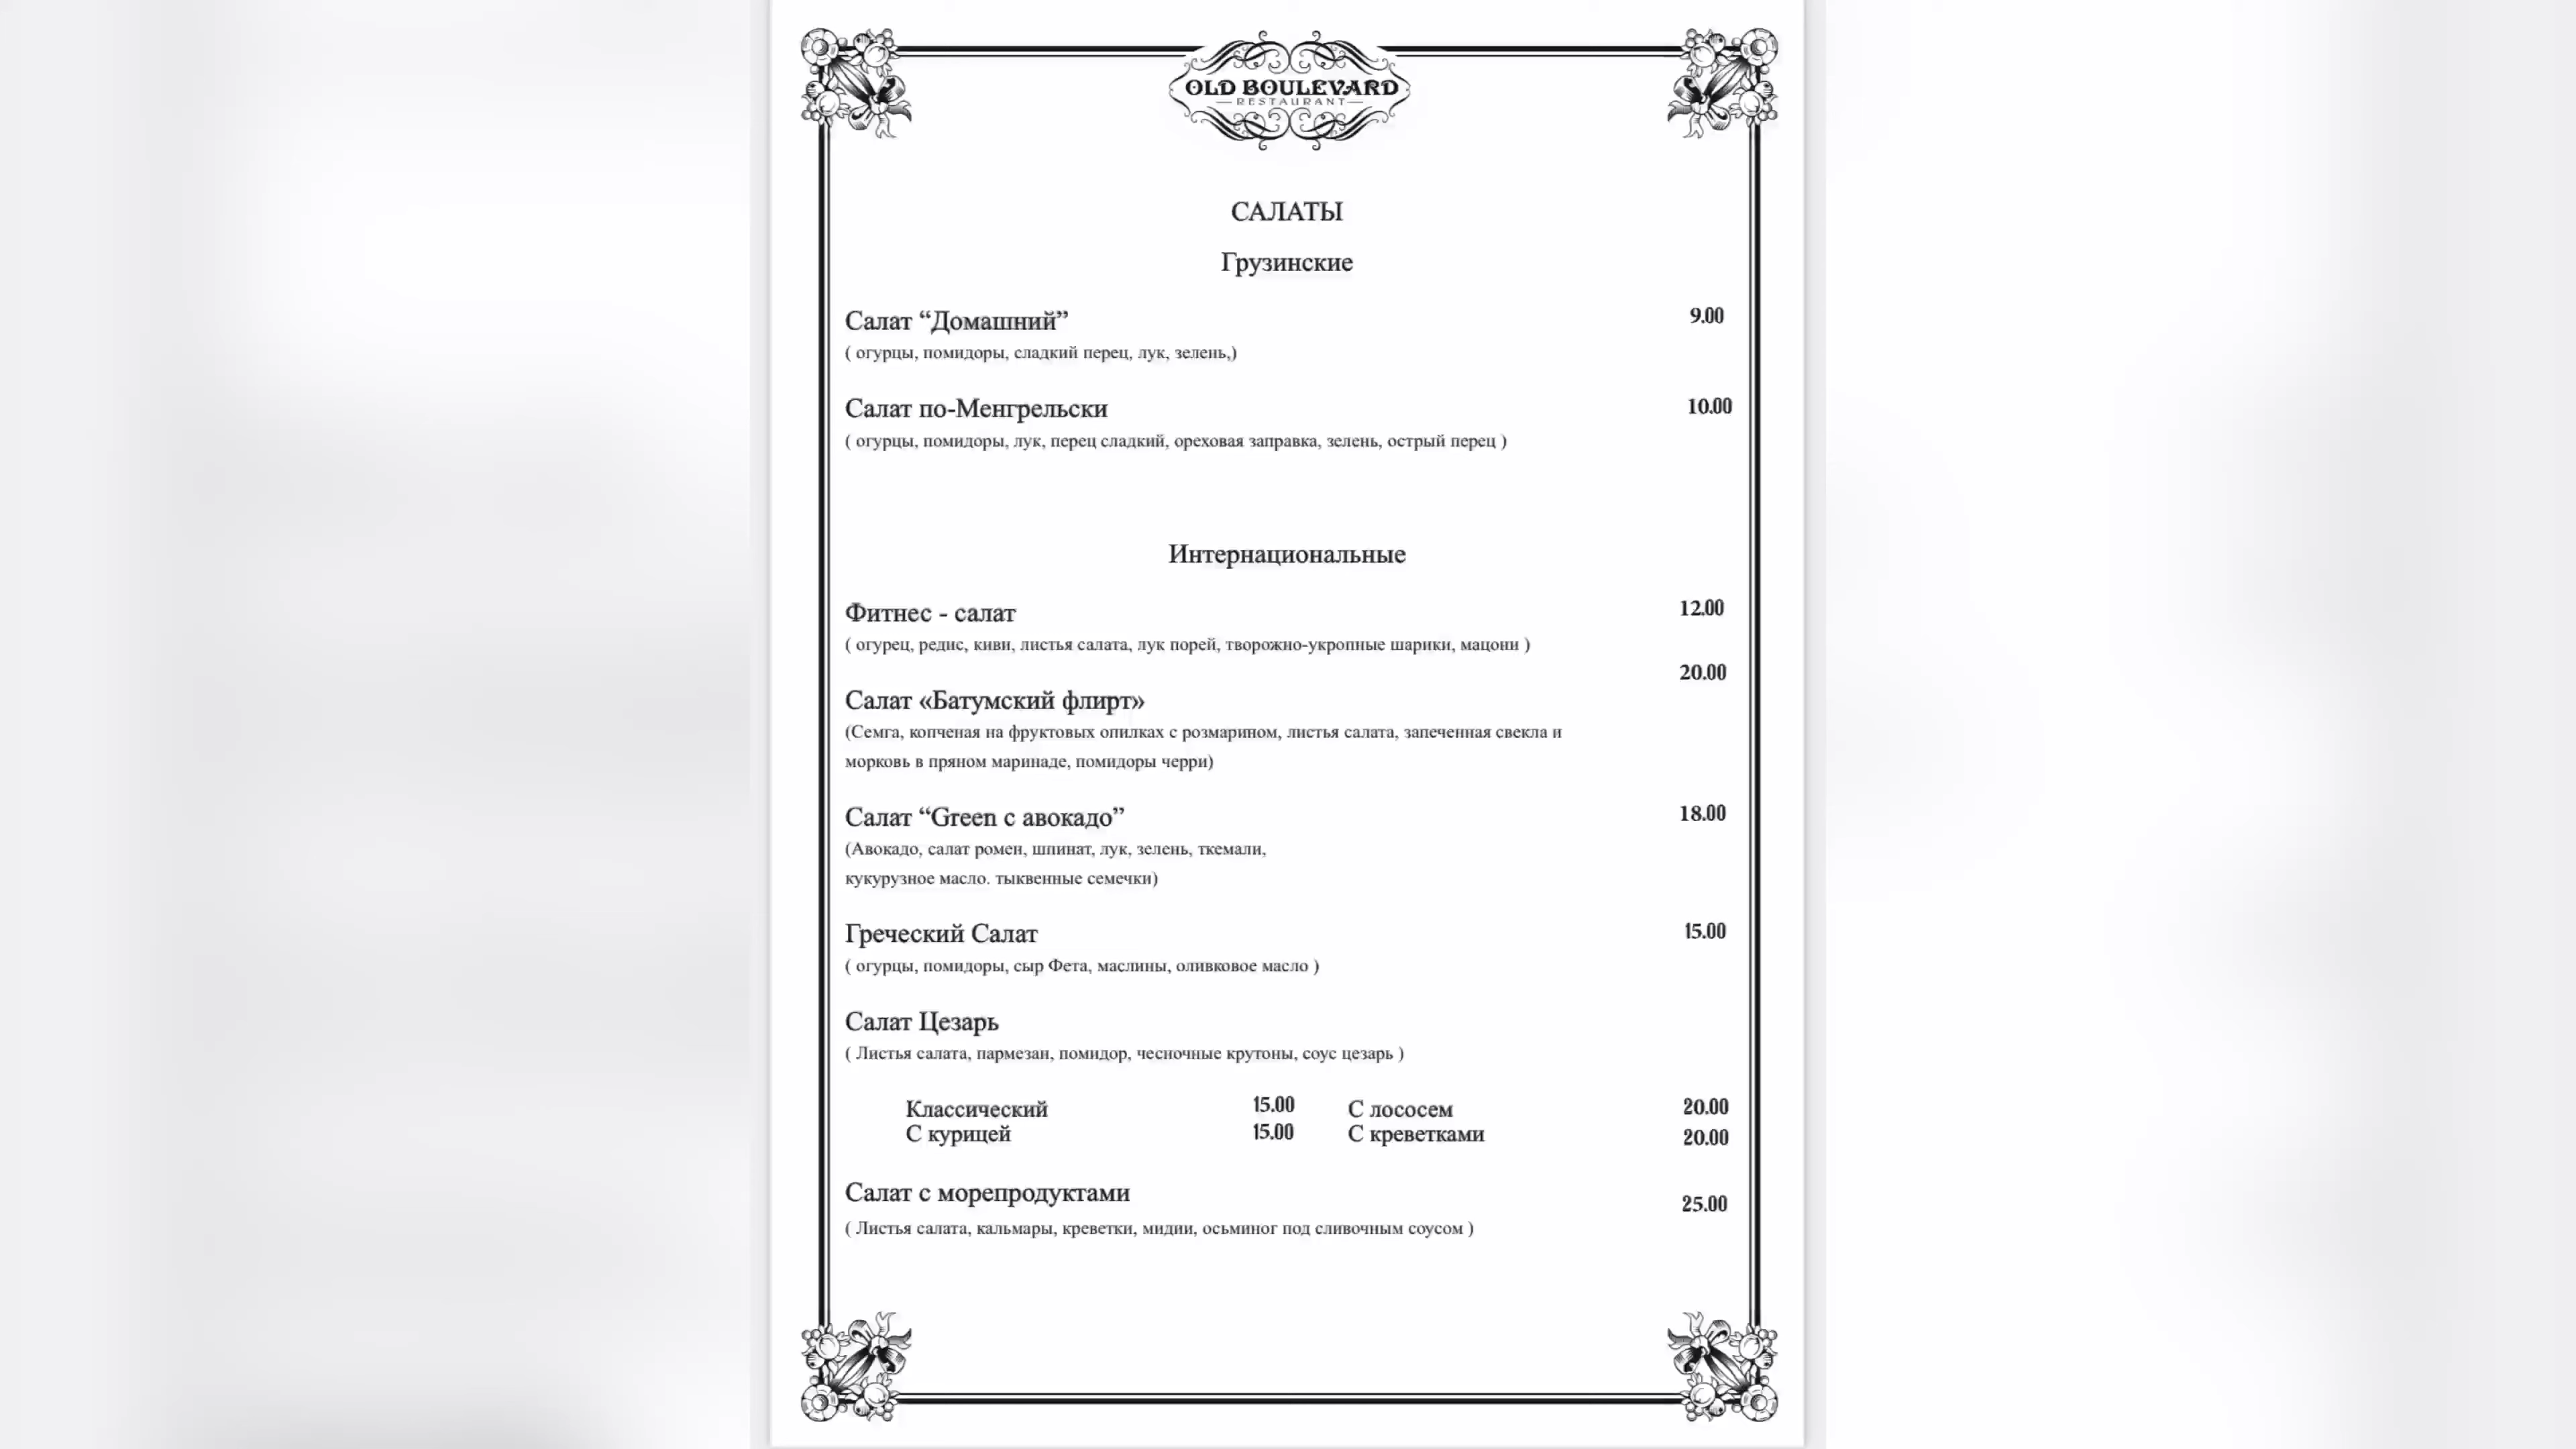 OLD BOULEVARD
RESTAURANT
САЛАТЫ
Грузинские
Салат “Домашний” 9.00
( огурцы, помидоры, сладкий перец, лук, зелень,)
Салат по-Менгрельски 10.00
( огурцы, помидоры, лук, перец сладкий, ореховая заправка, зелень, острый перец )
Интернациональные
Фитнес - салат 12.00
( огурец, редис, киви, листья салата, лук порей, творожно-укропные шарики, мацони )
20.00
Салат «Батумский флирт»
(Семга, копченая на фруктовых опилках с розмарином, листья салата, запеченная свекла и
морковь в пряном маринаде, помидоры черри)
Салат “Green с авокадо” 18.00
(Авокадо, салат ромен, шпинат, лук, зелень, ткемали,
кукурузное масло. тыквенные семечки)
Греческий Салат 15.00
( огурцы, помидоры, сыр Фета, маслины, оливковое масло )
Салат Цезарь
( Листья салата, пармезан, помидор, чесночные крутоны, соус цезарь )
Классический 15.00 С лососем 20.00
С курицей 15.00 С креветками 20.00
Салат с морепродуктами 25.00
( Листья салата, кальмары, креветки, мидии, осьминог под сливочным соусом )